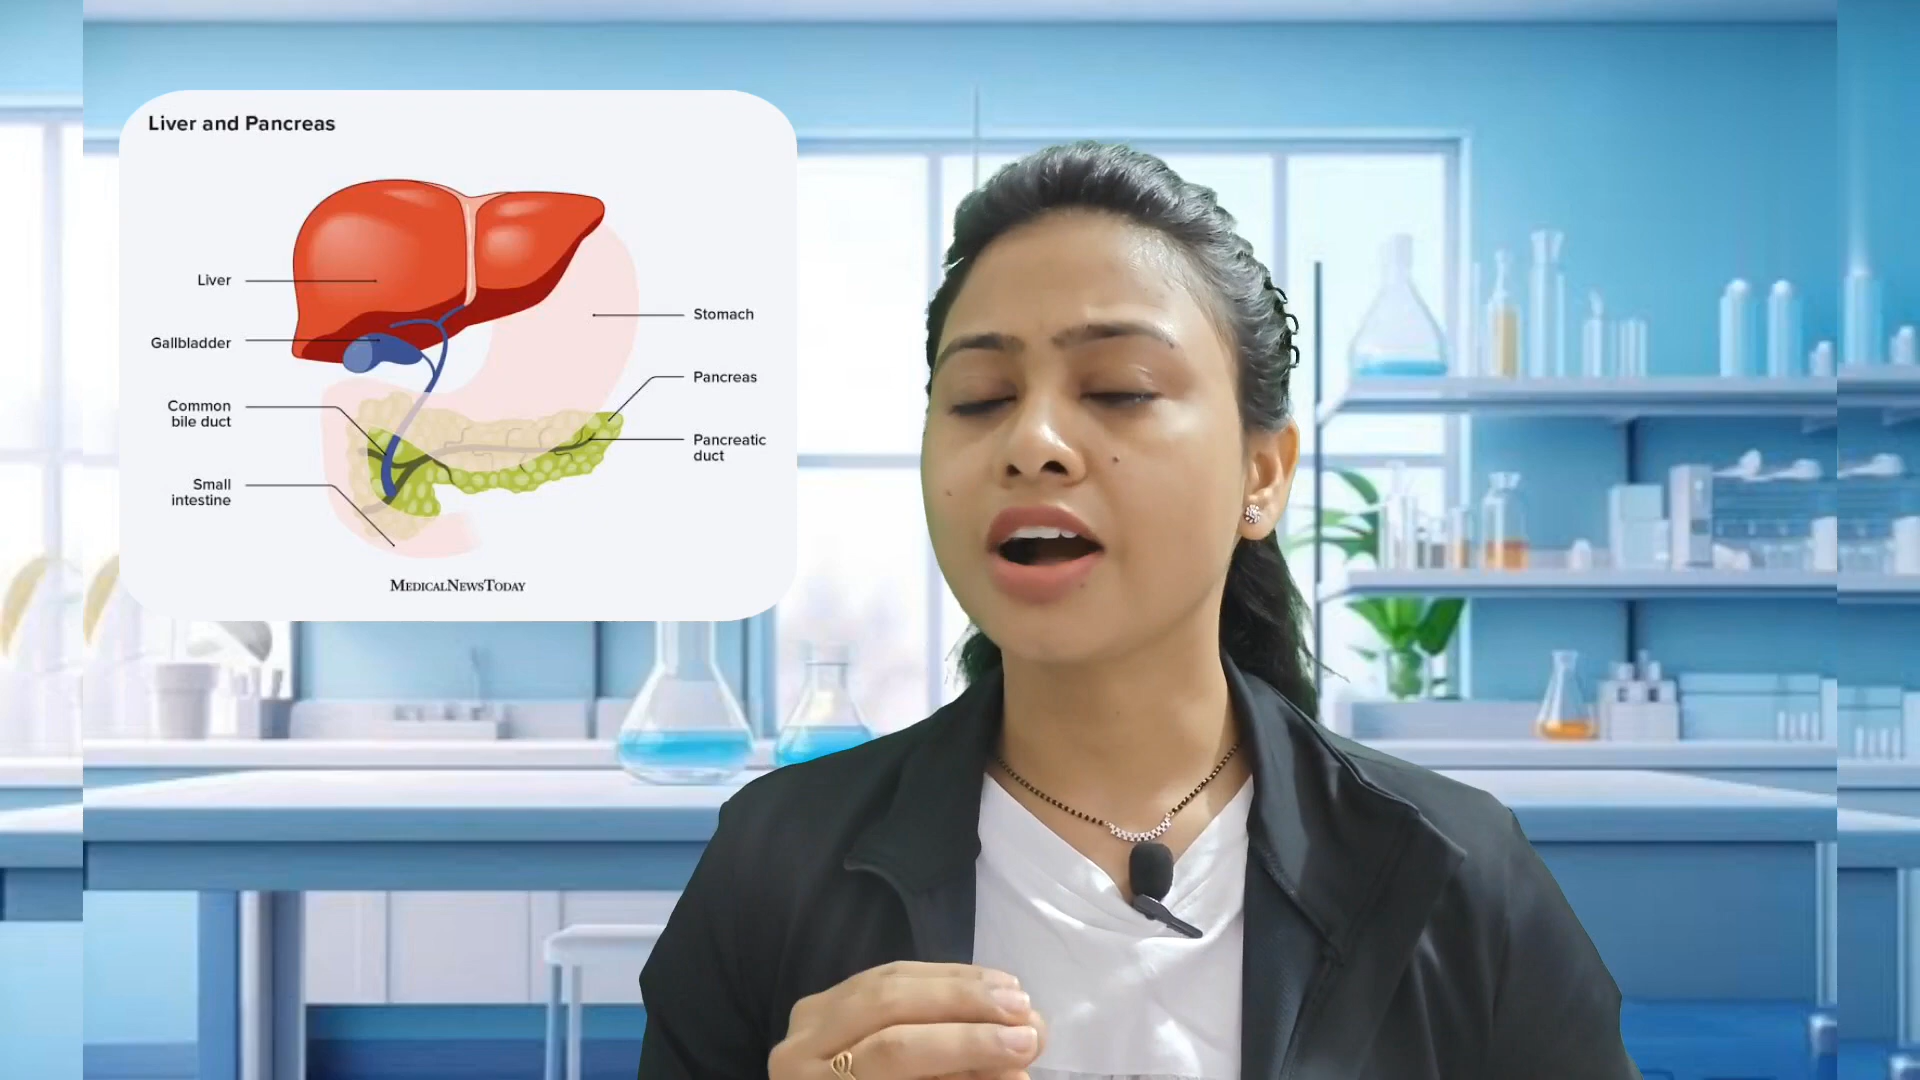 Liver and Pancreas
Liver
Gallbladder
Common
bile duct
Small
intestine
Stomach
Pancreas
Pancreatic
duct
MEDICALNEWSTODAY